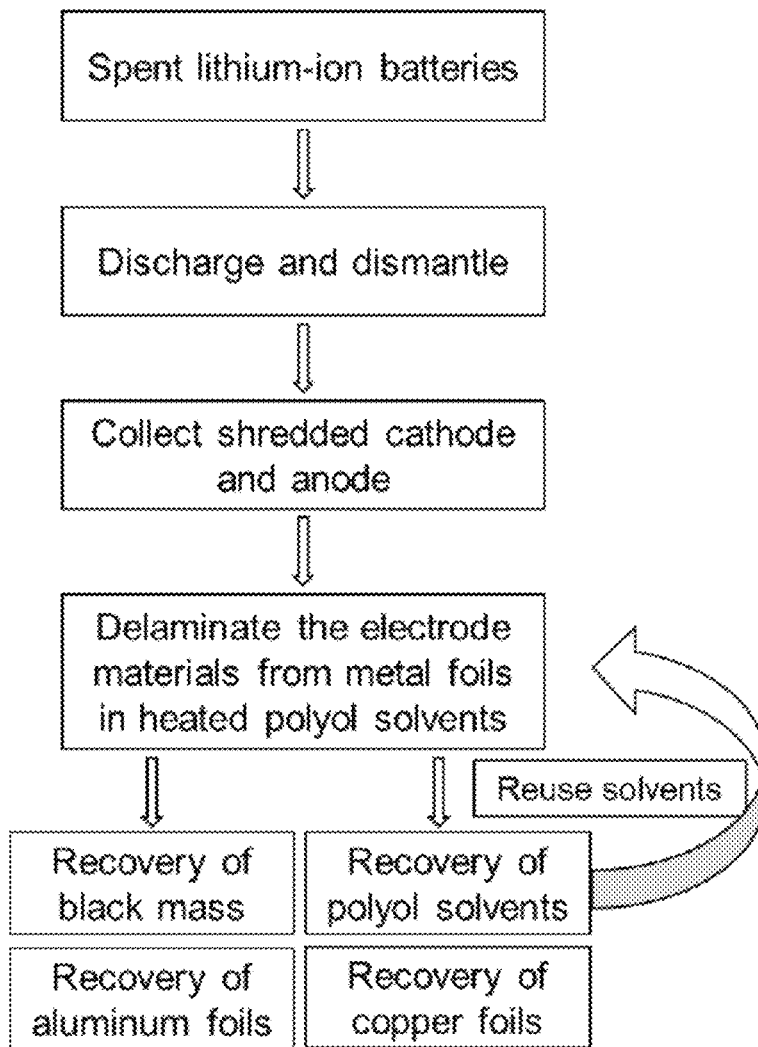 Spent lithium-ion batteries
Discharge and dismantle
Collect shredded cathode
and anode
Delaminate the electrode
materials from metal foils
in heated polyol solvents
Reuse solvents
Recovery of
black mass
Recovery of
polyol solvents
Recovery of
aluminum foils
Recovery of
copper foils